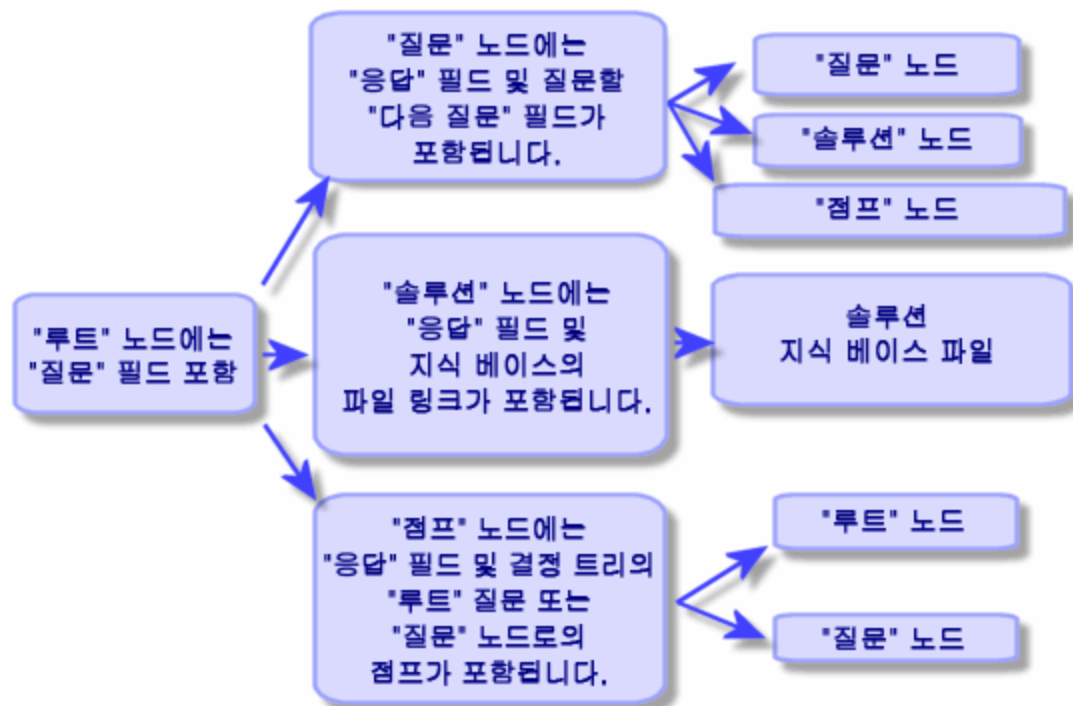 "루트" 노드에는
"질문" 필드 포함
"질문" 노드에는
"응답" 필드 및 질문할
"다음 질문" 필드가
포함됩니다.
"질문" 노드
"솔루션" 노드
"점프" 노드
"솔루션" 노드에는
"응답" 필드 및
지식 베이스의
파일 링크가 포함됩니다.
솔루션
지식 베이스 파일
"점프" 노드에는
"응답" 필드 및 결정 트리의
"루트" 질문 또는
"질문" 노드로의
점프가 포함됩니다.
"루트" 노드
"질문" 노드